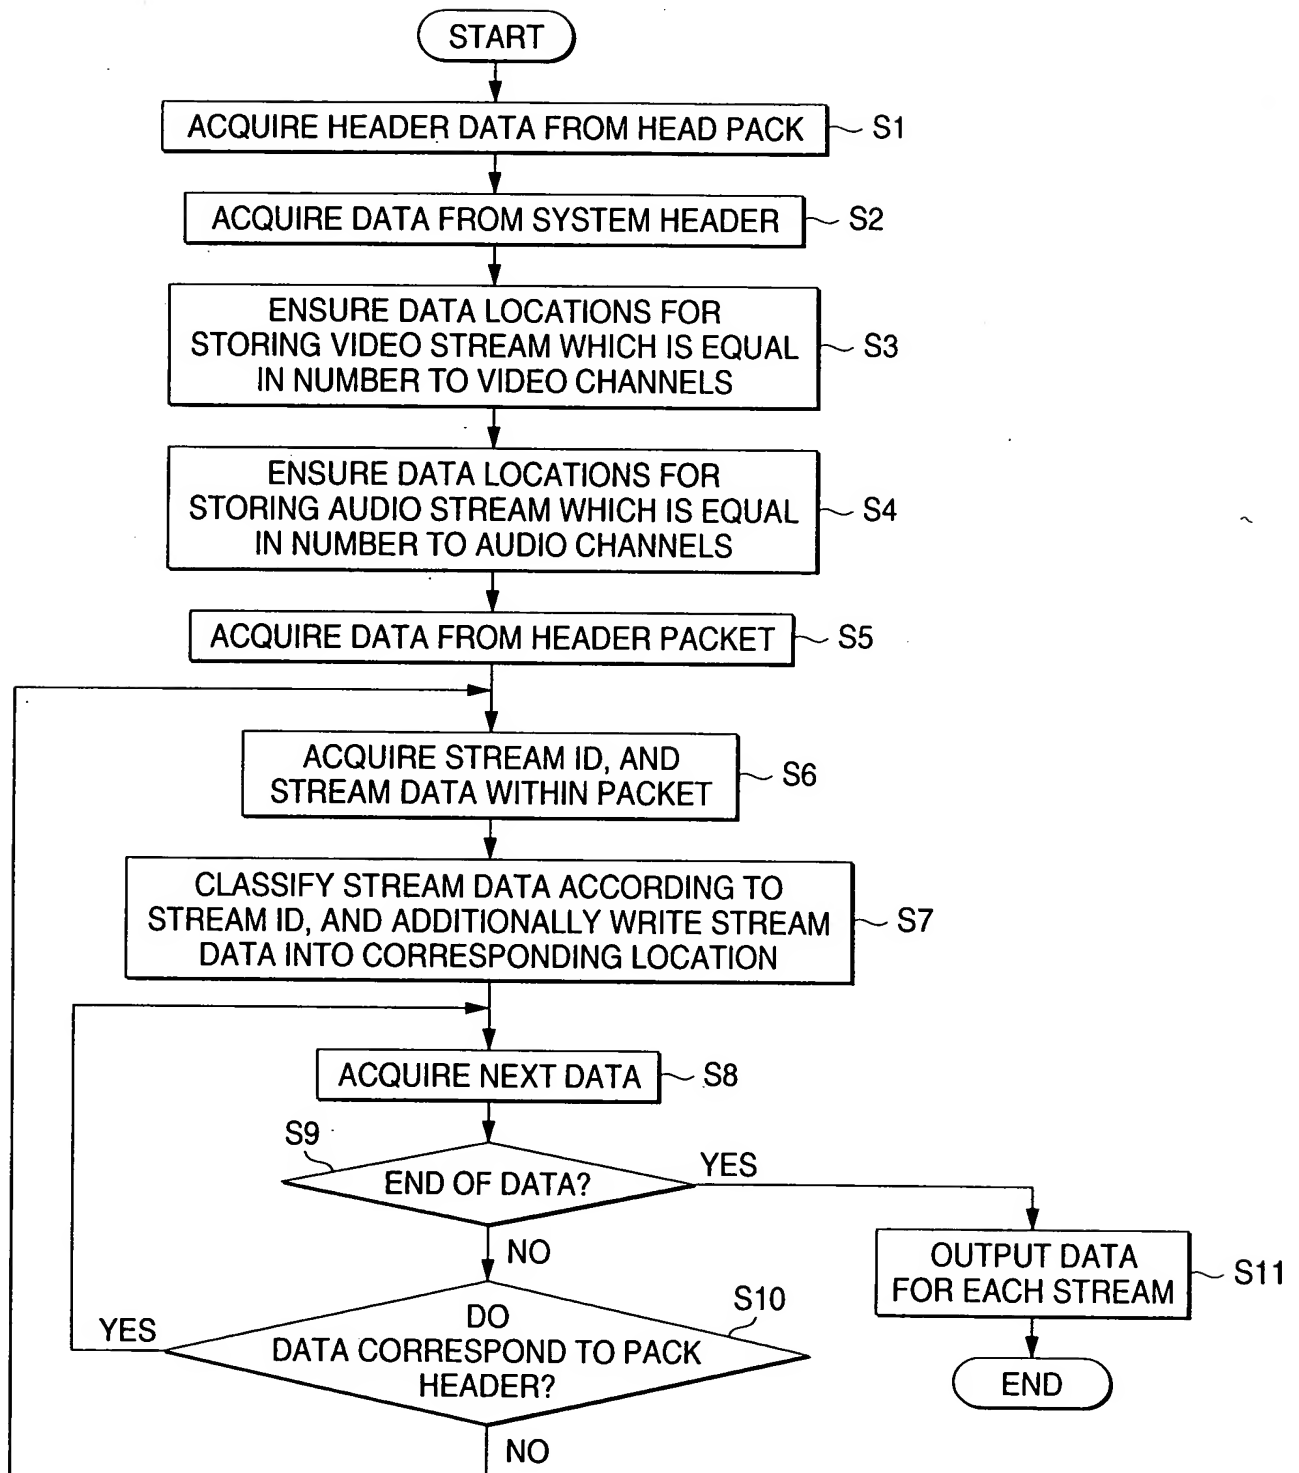 START
ACQUIRE HEADER DATA FROM HEAD PACK
S1
ACQUIRE DATA FROM SYSTEM HEADER
S2
ENSURE DATA LOCATIONS FOR
STORING VIDEO STREAM WHICH IS EQUAL
IN NUMBER TO VIDEO CHANNELS
S3
ENSURE DATA LOCATIONS FOR
STORING AUDIO STREAM WHICH IS EQUAL
IN NUMBER TO AUDIO CHANNELS
S4
ACQUIRE DATA FROM HEADER PACKET
S5
ACQUIRE STREAM ID, AND
STREAM DATA WITHIN PACKET
S6
CLASSIFY STREAM DATA ACCORDING TO
STREAM ID, AND ADDITIONALLY WRITE STREAM
DATA INTO CORRESPONDING LOCATION
S7
ACQUIRE NEXT DATA
S8
S9
END OF DATA?
YES
NO
OUTPUT DATA
FOR EACH STREAM
S11
S10
DO
DATA CORRESPOND TO PACK
HEADER?
YES
END
NO